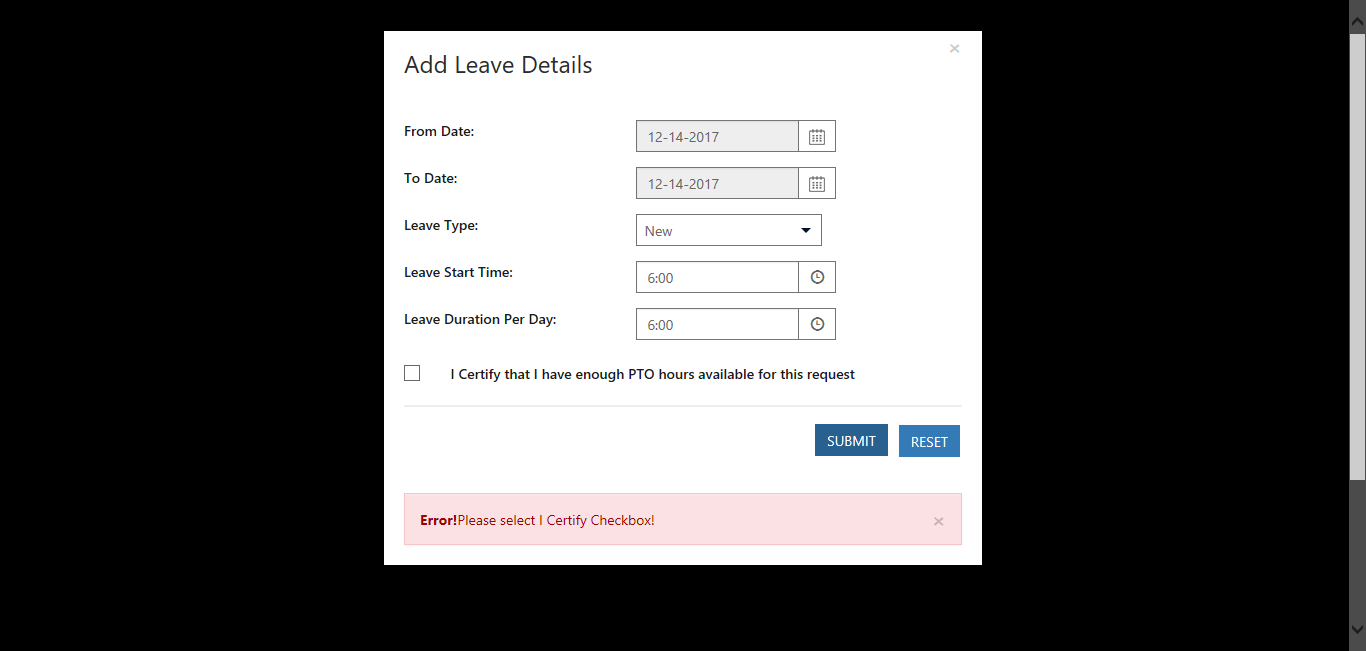 Add Leave Details
×
From Date: 12-14-2017
To Date: 12-14-2017
Leave Type: New
Leave Start Time: 6:00
Leave Duration Per Day: 6:00
I Certify that I have enough PTO hours available for this request
SUBMIT RESET
Error!Please select I Certify Checkbox! ×